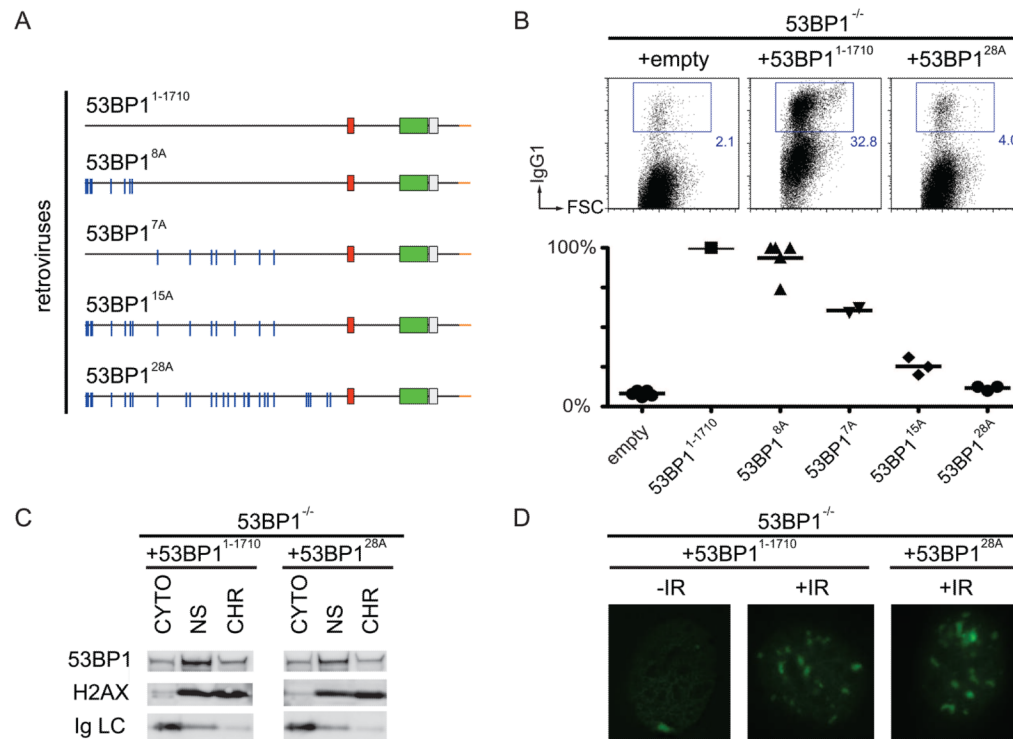 A
retroviruses
53BP1^1-1710
53BP1^8A
53BP1^7A
53BP1^15A
53BP1^28A
B
53BP1^-/-
+empty
+53BP1^1-1710
+53BP1^28A
2.1
32.8
4.0
IgG1
FSC
100%
0%
empty
53BP1^1-1710
53BP1^8A
53BP1^7A
53BP1^15A
53BP1^28A
C
53BP1^-/-
+53BP1^1-1710
+53BP1^28A
CYTO
NS
CHR
CYTO
NS
CHR
53BP1
H2AX
Ig LC
D
53BP1^-/-
+53BP1^1-1710
+53BP1^28A
-IR
+IR
+IR